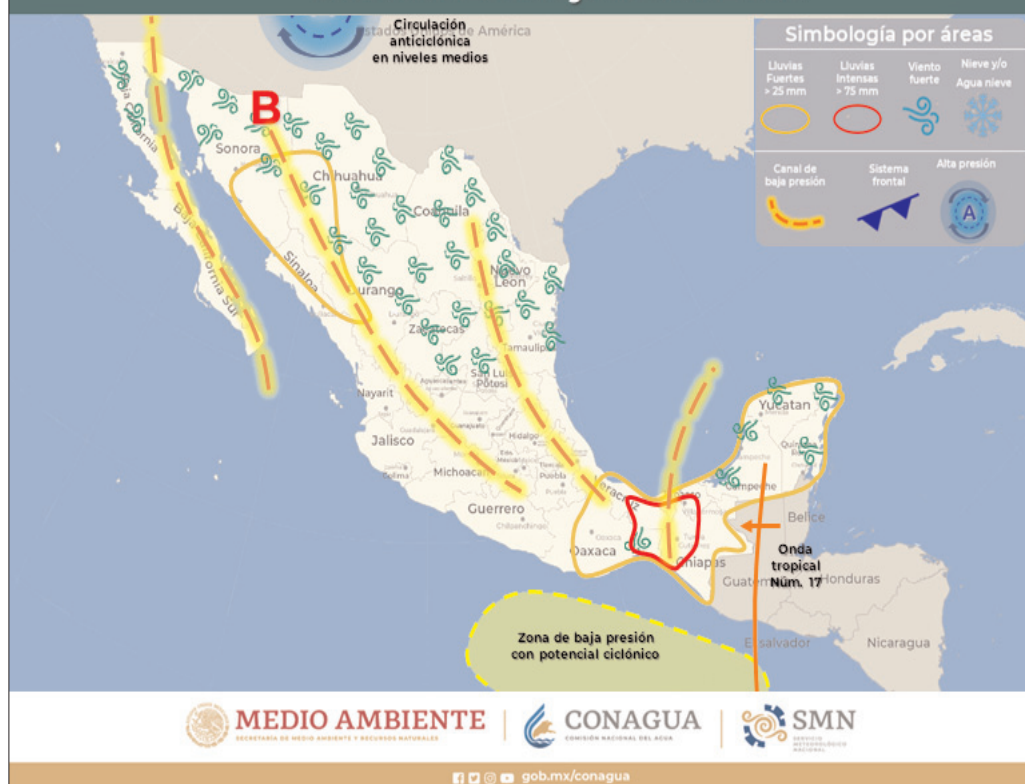 Circulación
anticiclónica
en niveles medios
Estados Unidos de América
Simbología por áreas
Lluvias
Fuertes
> 25 mm
Lluvias
Intensas
> 75 mm
Viento
fuerte
Nieve y/o
Agua nieve
Canal de
baja presión
Sistema
frontal
Alta presión
A
B
Baja California
Sonora
Chihuahua
Coahuila
Baja California Sur
Sinaloa
Durango
Nuevo
León
Zacatecas
Tamaulipas
San Luis
Potosí
Nayarit
Aguascalientes
Guanajuato
Hidalgo
Jalisco
Colima
Michoacán
Puebla
Guerrero
Veracruz
Oaxaca
Chiapas
Yucatán
Campeche
Belice
Guatemala
Honduras
El Salvador
Nicaragua
Onda
tropical
Núm. 17
Zona de baja presión
con potencial ciclónico
MEDIO AMBIENTE
SECRETARÍA DE MEDIO AMBIENTE Y RECURSOS NATURALES
CONAGUA
COMISIÓN NACIONAL DEL AGUA
SMN
SERVICIO
METEOROLÓGICO
NACIONAL
gob.mx/conagua